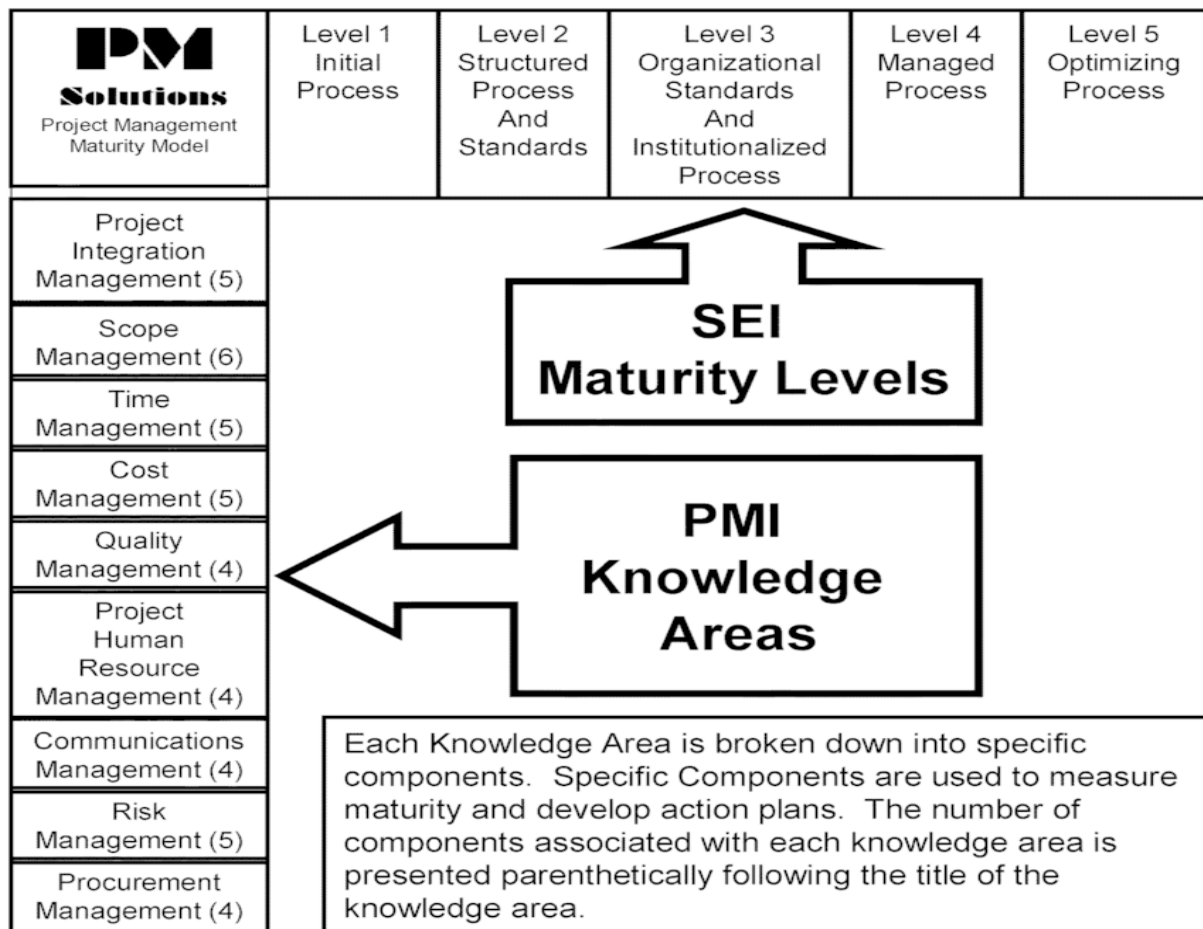 PM
Solutions
Project Management
Maturity Model
Level 1
Initial
Process
Level 2
Structured
Process
And
Standards
Level 3
Organizational
Standards
And
Institutionalized
Process
Level 4
Managed
Process
Level 5
Optimizing
Process
Project
Integration
Management (5)
Scope
Management (6)
Time
Management (5)
Cost
Management (5)
Quality
Management (4)
Project
Human
Resource
Management (4)
Communications
Management (4)
Risk
Management (5)
Procurement
Management (4)
SEI
Maturity Levels
PMI
Knowledge
Areas
Each Knowledge Area is broken down into specific
components.  Specific Components are used to measure
maturity and develop action plans.  The number of
components associated with each knowledge area is
presented parenthetically following the title of the
knowledge area.